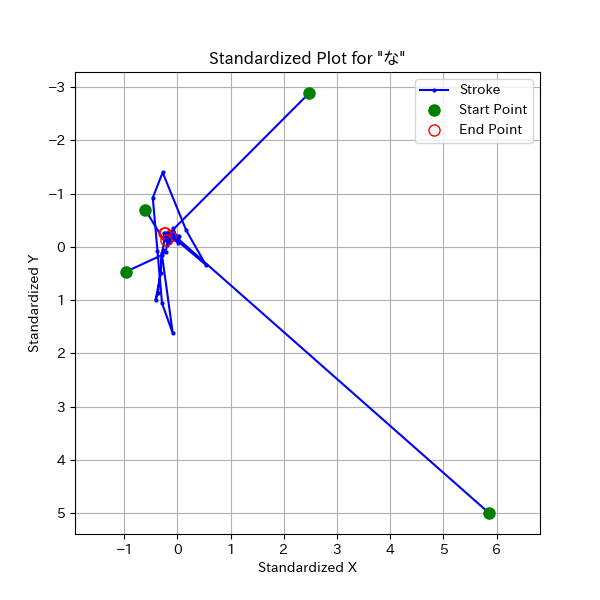 Standardized Plot for "な"
Stroke
Start Point
End Point
−3
−2
−1
0
1
2
3
4
5
Standardized Y
−1 0 1 2 3 4 5 6
Standardized X